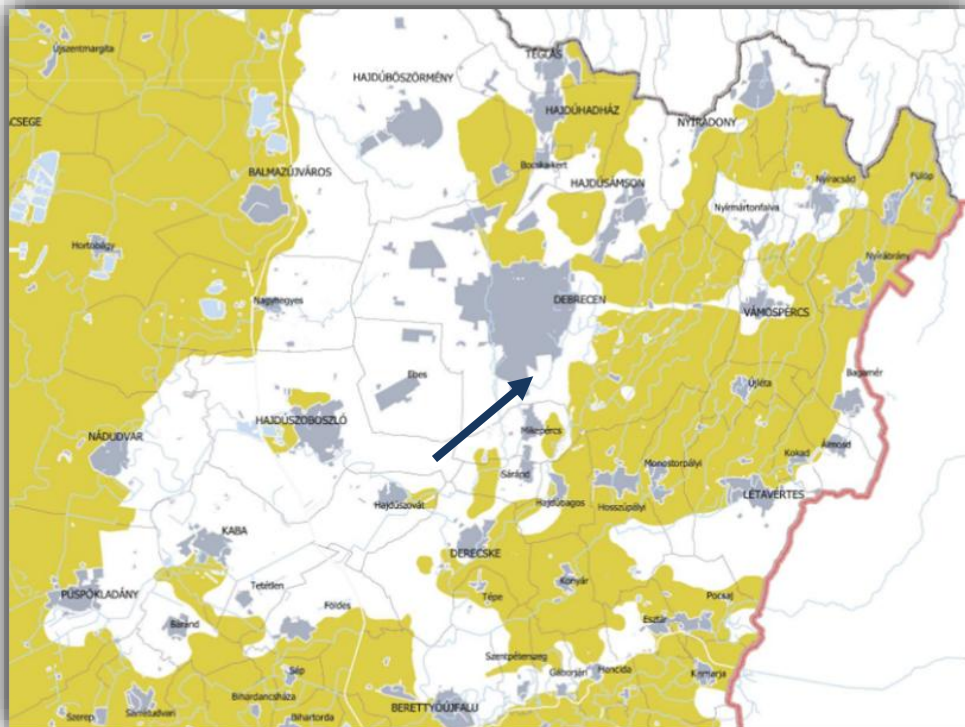 Újszentmargita
TÉGLÁS
HAJDÚBÖSZÖRMÉNY
HAJDÚHADHÁZ
CSEGE
NYÍRADONY
Bocskaikert
BALMAZÚJVÁROS
HAJDÚSÁMSON
Nyíracsád
Fülöp
Nyírmártonfalva
Hortobágy
Nyírábrány
Nagyhegyes
DEBRECEN
VÁMOSPÉRCS
Ebes
Bagamér
Újléta
HAJDÚSZOBOSZLÓ
Mikepércs
NÁDUDVAR
Álmosd
Kokad
Monostorpályi
Sáránd
LÉTAVÉRTES
Hajdúszovát
Hajdúbagos
Hosszúpályi
KABA
DERECSKE
Konyár
Tetétlen
PÜSPÖKLADÁNY
Tépe
Pocsaj
Földes
Báránd
Esztár
Szentpéterszeg
Gáborján
Hencida
Sáp
Kismarja
Bihardancsháza
Szerep
Sárrétudvari
BERETTYÓÚJFALU
Bihartorda